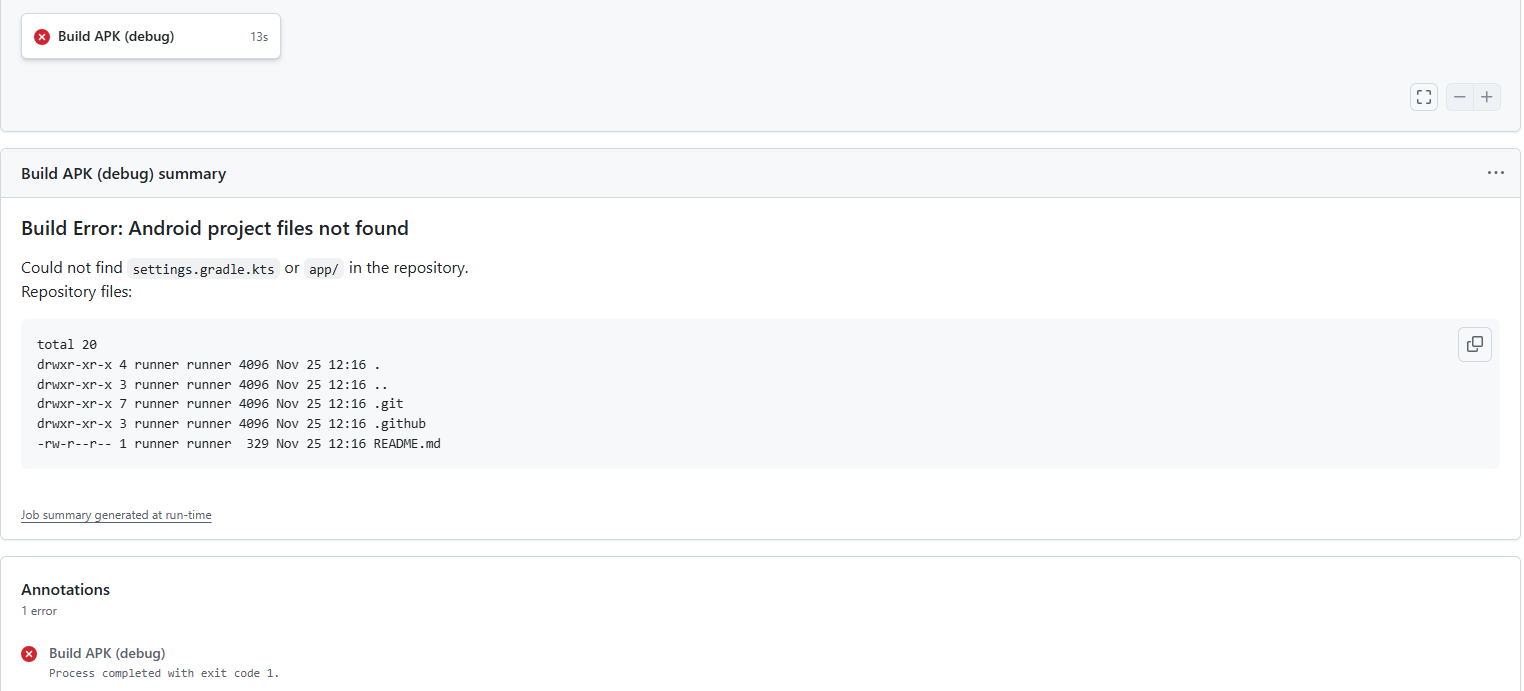 Build APK (debug) 13s
Build APK (debug) summary
Build Error: Android project files not found
Could not find settings.gradle.kts or app/ in the repository.
Repository files:
total 20
drwxr-xr-x 4 runner runner 4096 Nov 25 12:16 .
drwxr-xr-x 3 runner runner 4096 Nov 25 12:16 ..
drwxr-xr-x 7 runner runner 4096 Nov 25 12:16 .git
drwxr-xr-x 3 runner runner 4096 Nov 25 12:16 .github
-rw-r--r-- 1 runner runner  329 Nov 25 12:16 README.md
Job summary generated at run-time
Annotations
1 error
Build APK (debug)
Process completed with exit code 1.